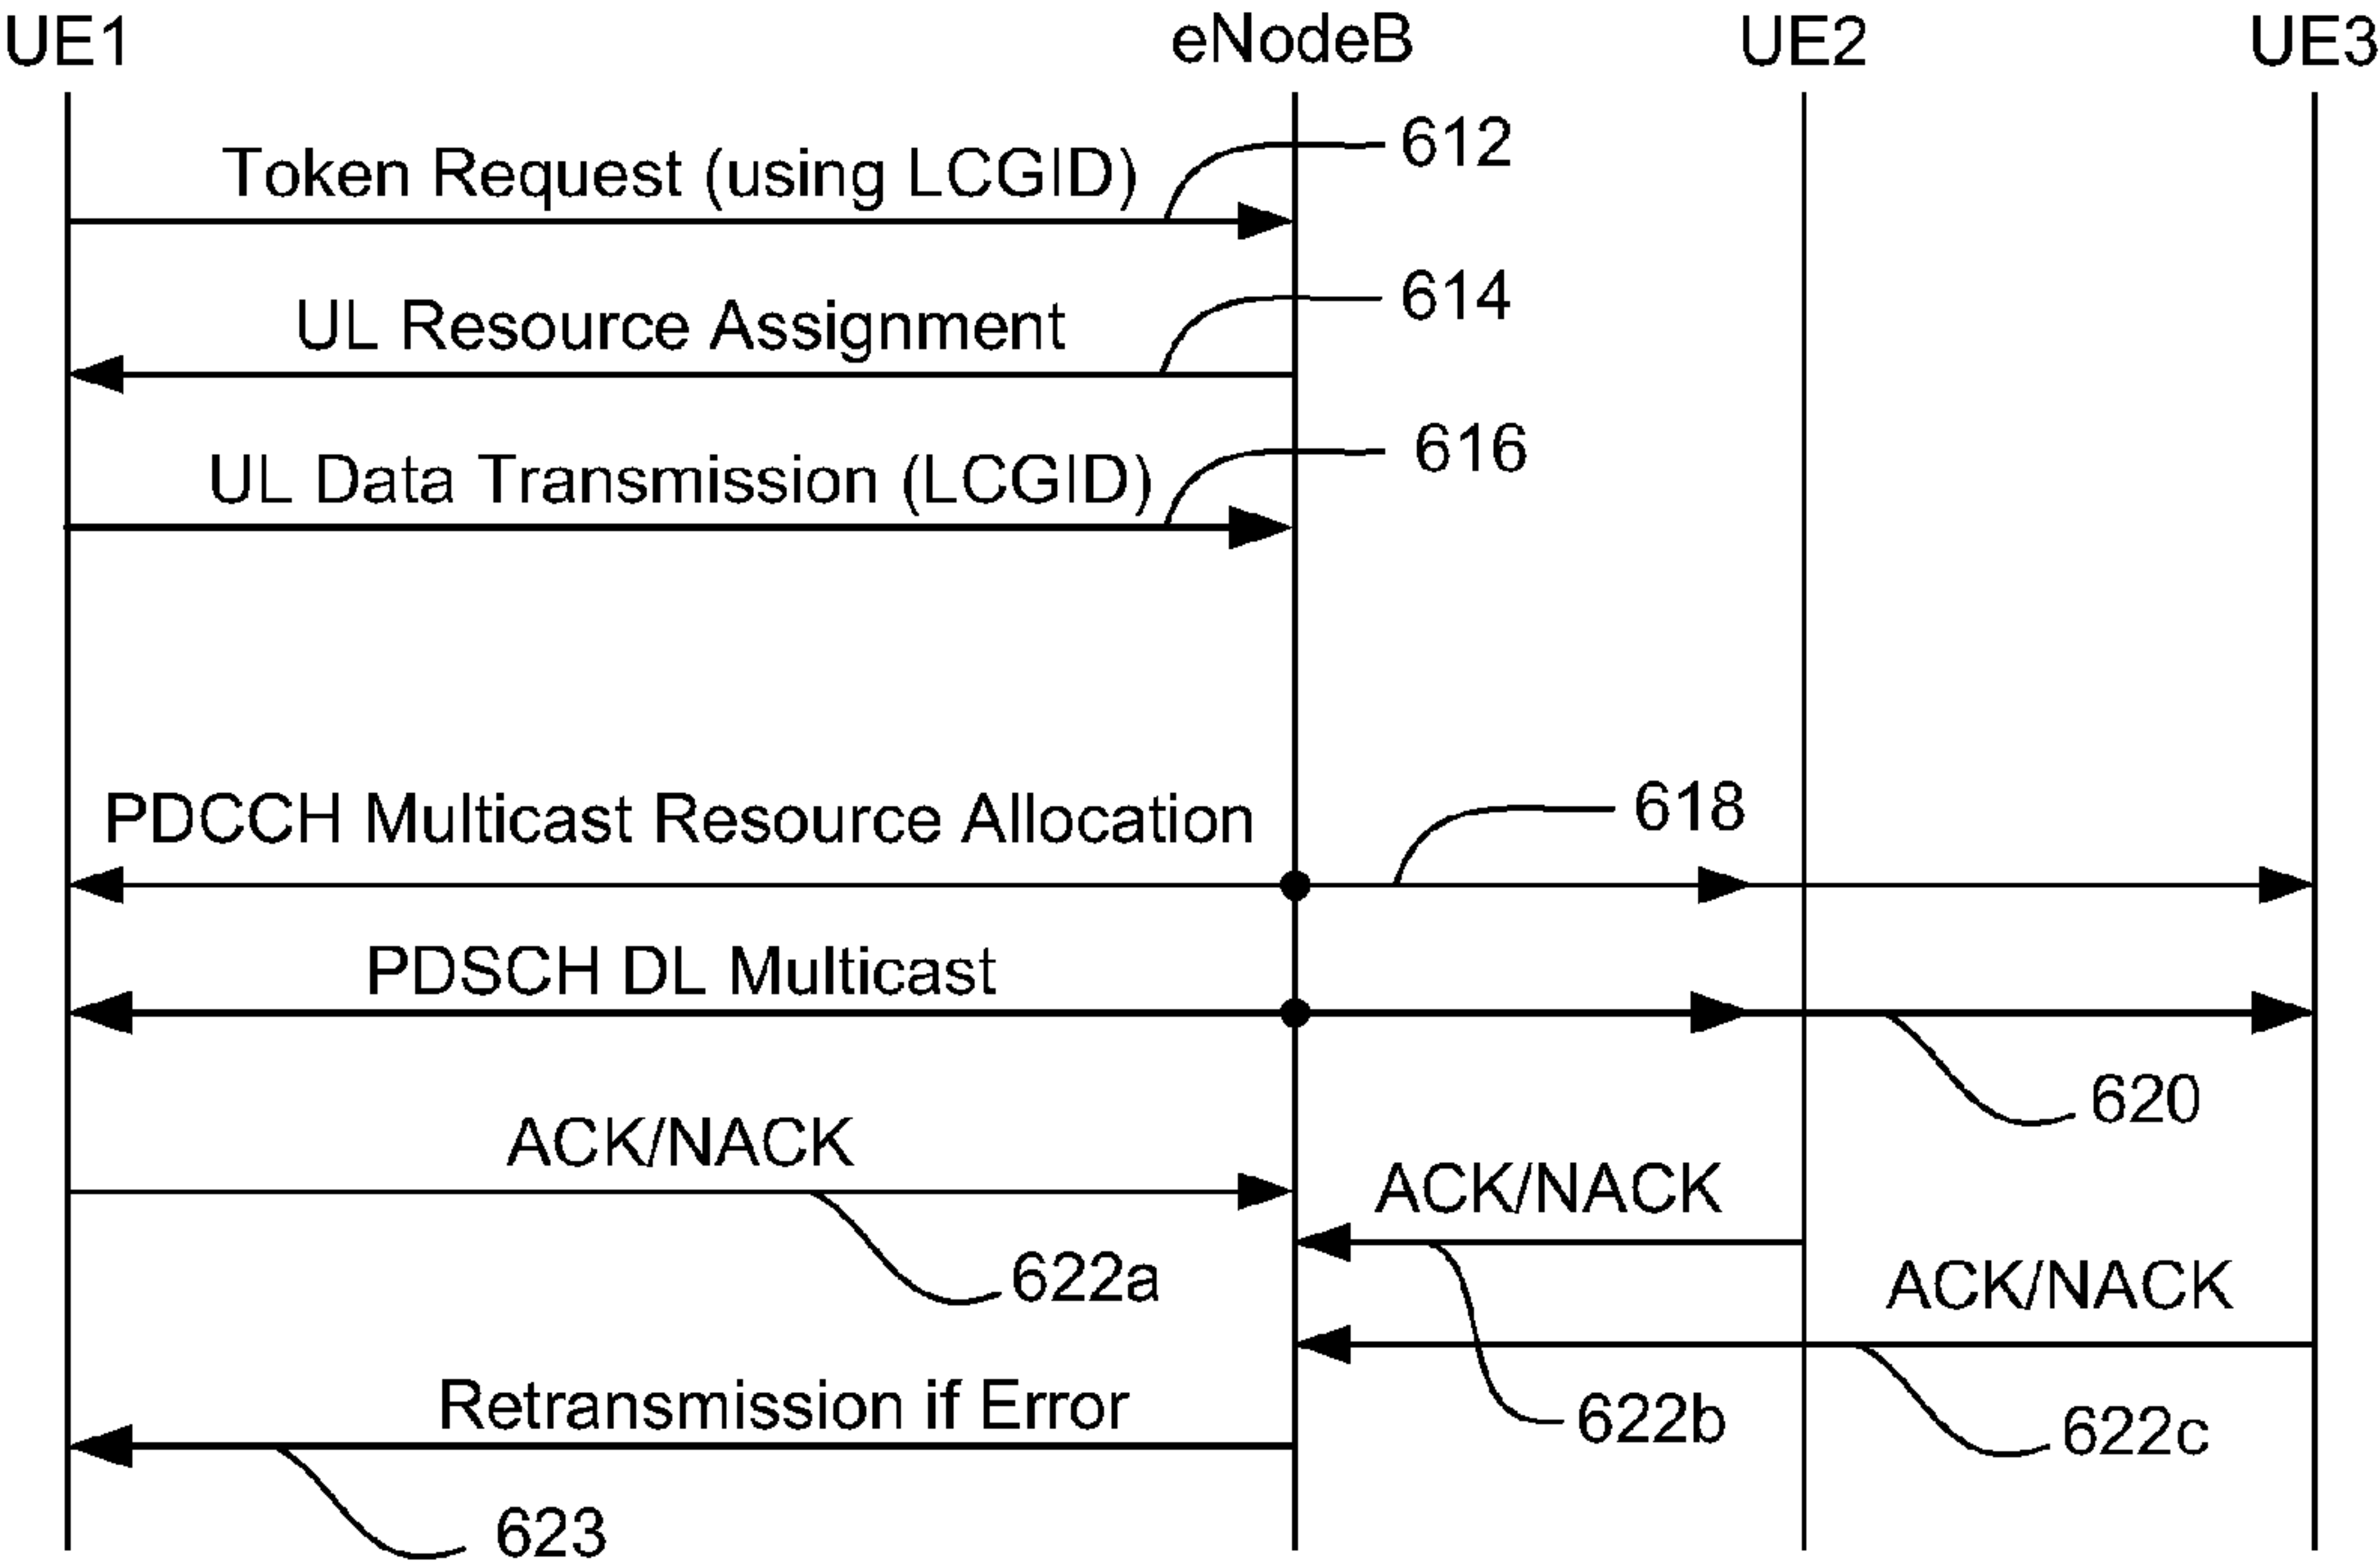 UE1 eNodeB UE2 UE3
612
Token Request (using LCGID)
614
UL Resource Assignment
616
UL Data Transmission (LCGID)
618
PDCCH Multicast Resource Allocation
PDSCH DL Multicast
620
ACK/NACK
ACK/NACK
622a
ACK/NACK
Retransmission if Error
622b
622c
623